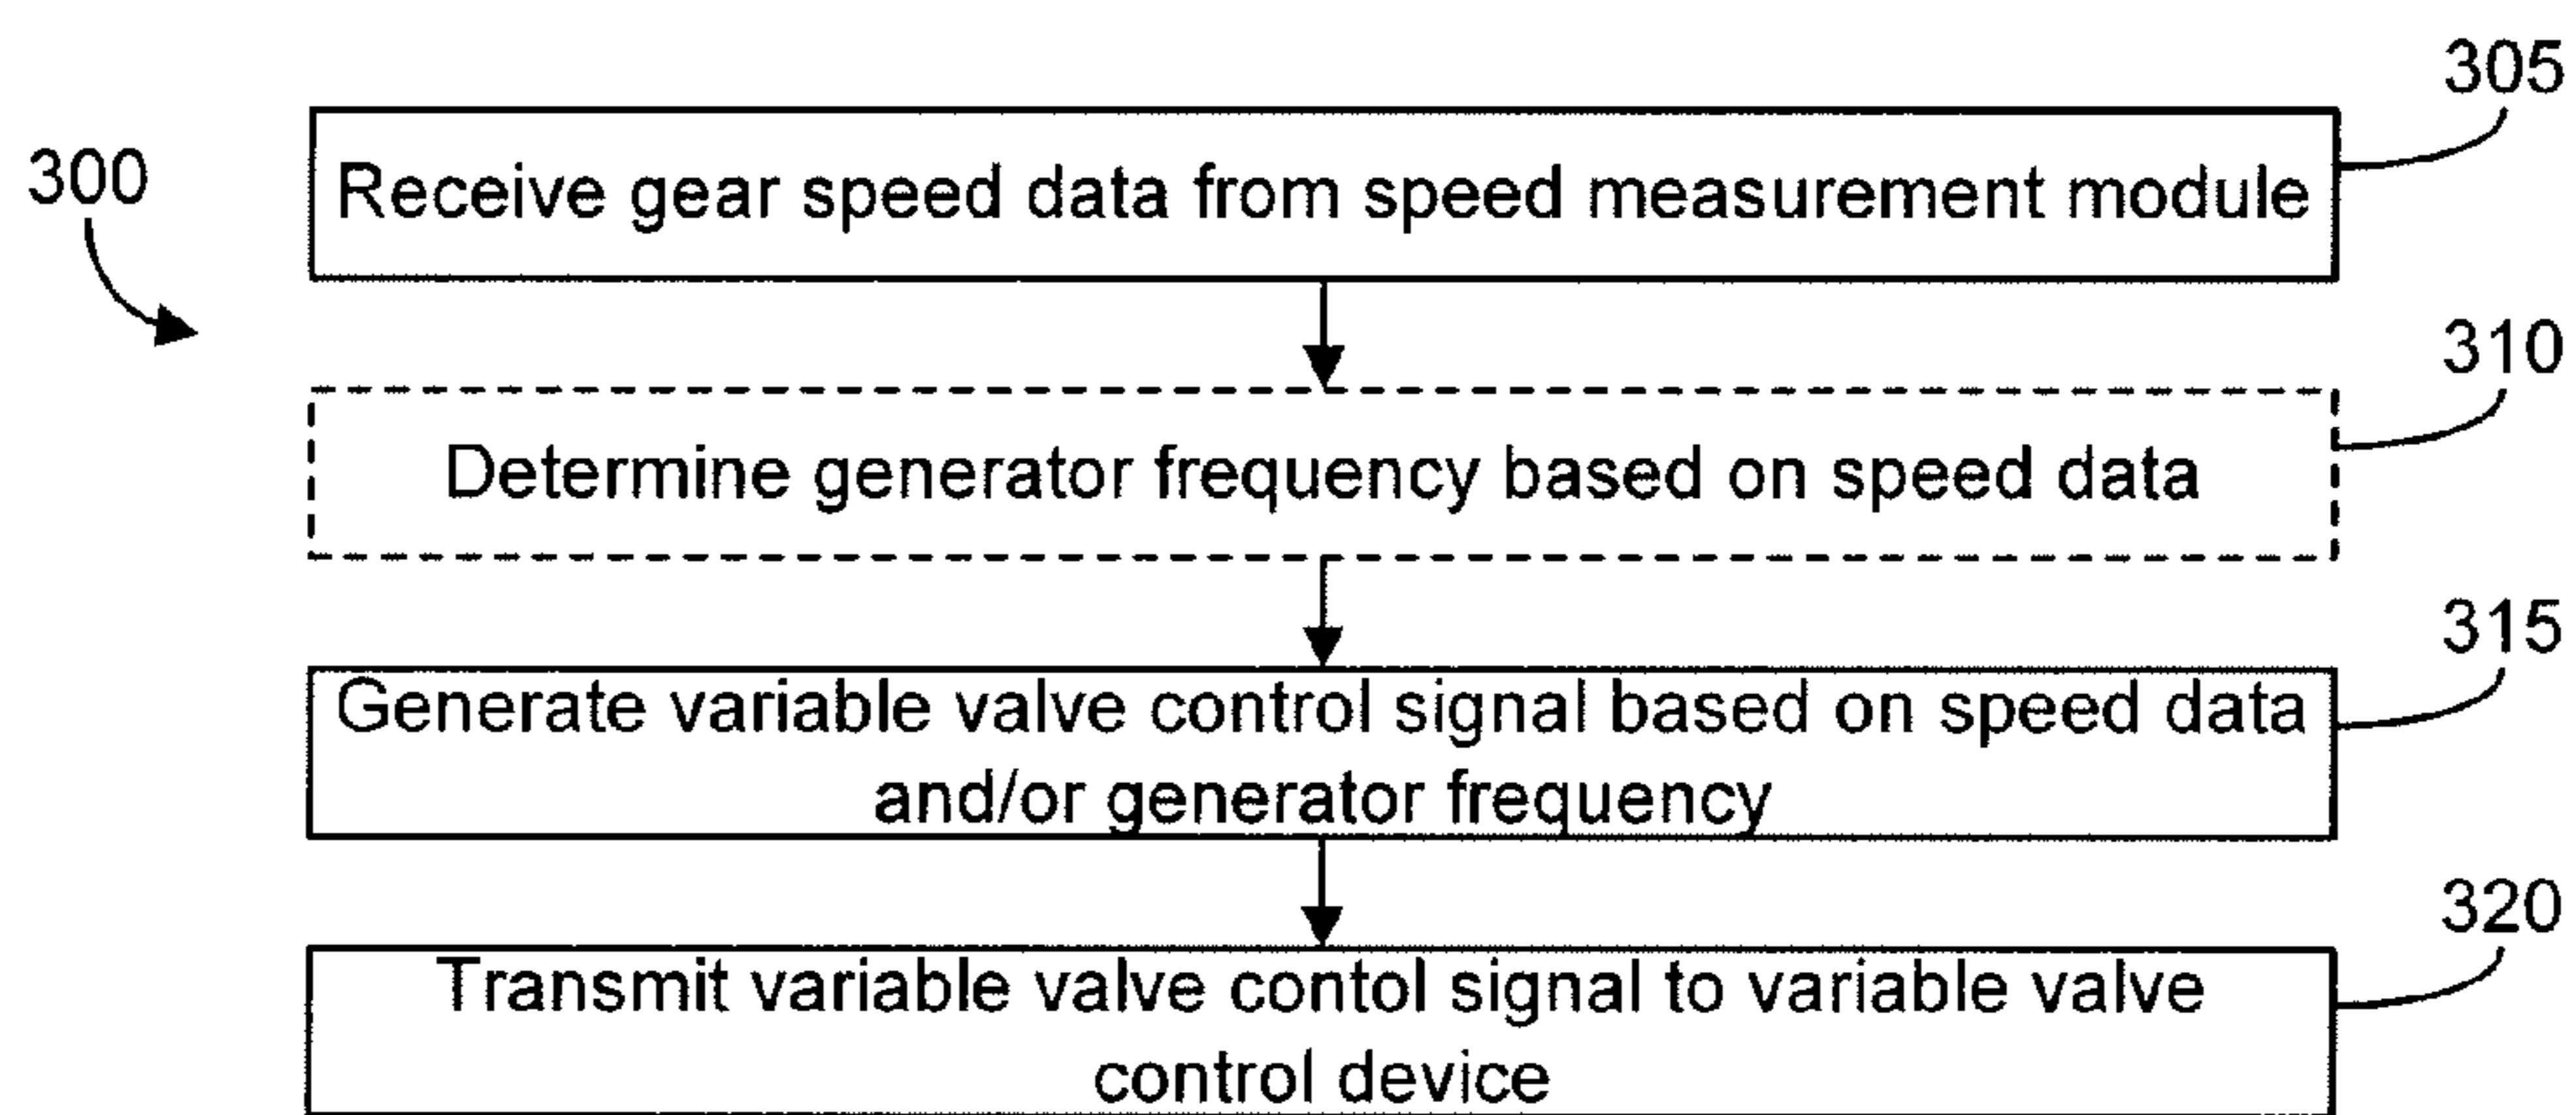 305
300
Receive gear speed data from speed measurement module
310
Determine generator frequency based on speed data
315
Generate variable valve control signal based on speed data
and/or generator frequency
320
Transmit variable valve contol signal to variable valve
control device